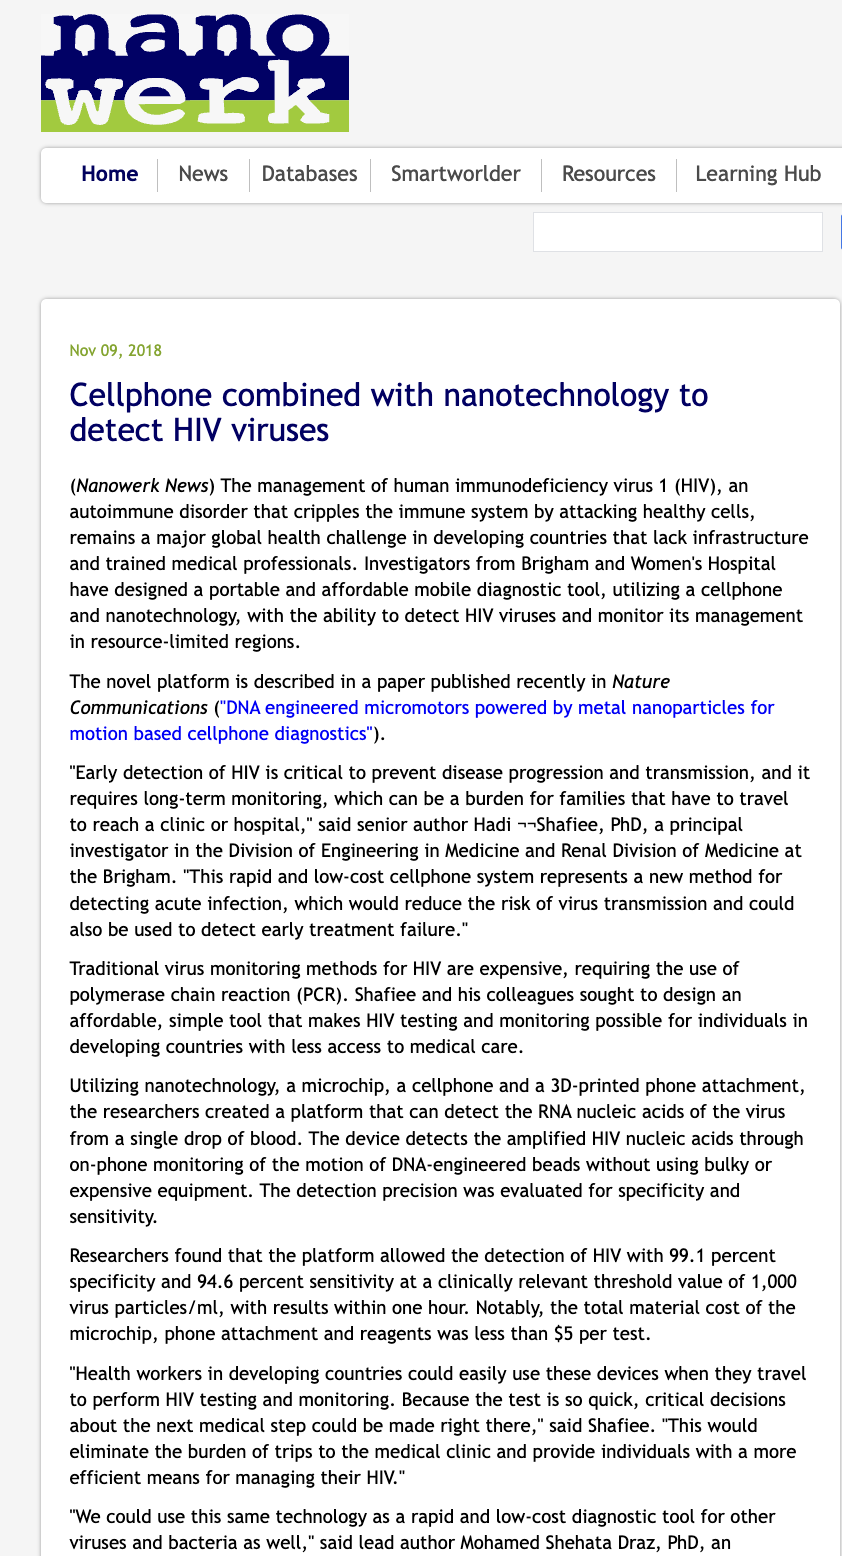 nano
werk
Home News Databases Smartworlder Resources Learning Hub
Nov 09, 2018
Cellphone combined with nanotechnology to
detect HIV viruses
(Nanowerk News) The management of human immunodeficiency virus 1 (HIV), an
autoimmune disorder that cripples the immune system by attacking healthy cells,
remains a major global health challenge in developing countries that lack infrastructure
and trained medical professionals. Investigators from Brigham and Women's Hospital
have designed a portable and affordable mobile diagnostic tool, utilizing a cellphone
and nanotechnology, with the ability to detect HIV viruses and monitor its management
in resource-limited regions.
The novel platform is described in a paper published recently in Nature
Communications ("DNA engineered micromotors powered by metal nanoparticles for
motion based cellphone diagnostics").
"Early detection of HIV is critical to prevent disease progression and transmission, and it
requires long-term monitoring, which can be a burden for families that have to travel
to reach a clinic or hospital," said senior author Hadi ¬¬Shafiee, PhD, a principal
investigator in the Division of Engineering in Medicine and Renal Division of Medicine at
the Brigham. "This rapid and low-cost cellphone system represents a new method for
detecting acute infection, which would reduce the risk of virus transmission and could
also be used to detect early treatment failure."
Traditional virus monitoring methods for HIV are expensive, requiring the use of
polymerase chain reaction (PCR). Shafiee and his colleagues sought to design an
affordable, simple tool that makes HIV testing and monitoring possible for individuals in
developing countries with less access to medical care.
Utilizing nanotechnology, a microchip, a cellphone and a 3D-printed phone attachment,
the researchers created a platform that can detect the RNA nucleic acids of the virus
from a single drop of blood. The device detects the amplified HIV nucleic acids through
on-phone monitoring of the motion of DNA-engineered beads without using bulky or
expensive equipment. The detection precision was evaluated for specificity and
sensitivity.
Researchers found that the platform allowed the detection of HIV with 99.1 percent
specificity and 94.6 percent sensitivity at a clinically relevant threshold value of 1,000
virus particles/ml, with results within one hour. Notably, the total material cost of the
microchip, phone attachment and reagents was less than $5 per test.
"Health workers in developing countries could easily use these devices when they travel
to perform HIV testing and monitoring. Because the test is so quick, critical decisions
about the next medical step could be made right there," said Shafiee. "This would
eliminate the burden of trips to the medical clinic and provide individuals with a more
efficient means for managing their HIV."
"We could use this same technology as a rapid and low-cost diagnostic tool for other
viruses and bacteria as well," said lead author Mohamed Shehata Draz, PhD, an